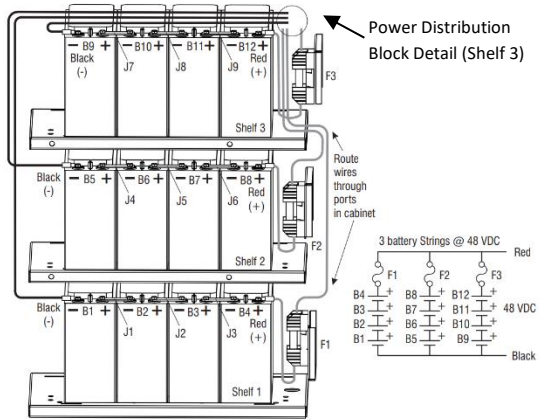 Power Distribution
Block Detail (Shelf 3)
− B9 + − B10 + − B11 + − B12 +
Black
(-)
J7
J8
J9
Red
(+)
F3
Shelf 3
Route
wires
through
ports
in cabinet
Black
(-)
− B5 + − B6 + − B7 + − B8 +
J4
J5
J6
Red
(+)
F2
Shelf 2
Black
(-)
− B1 + − B2 + − B3 + − B4 +
J1
J2
J3
Red
(+)
F1
Shelf 1
3 battery Strings @ 48 VDC
Red
F1 F2 F3
B4 + B8 + B12 +
B3 + B7 + B11 + 48 VDC
B2 + B6 + B10 +
B1 + B5 + B9 +
Black